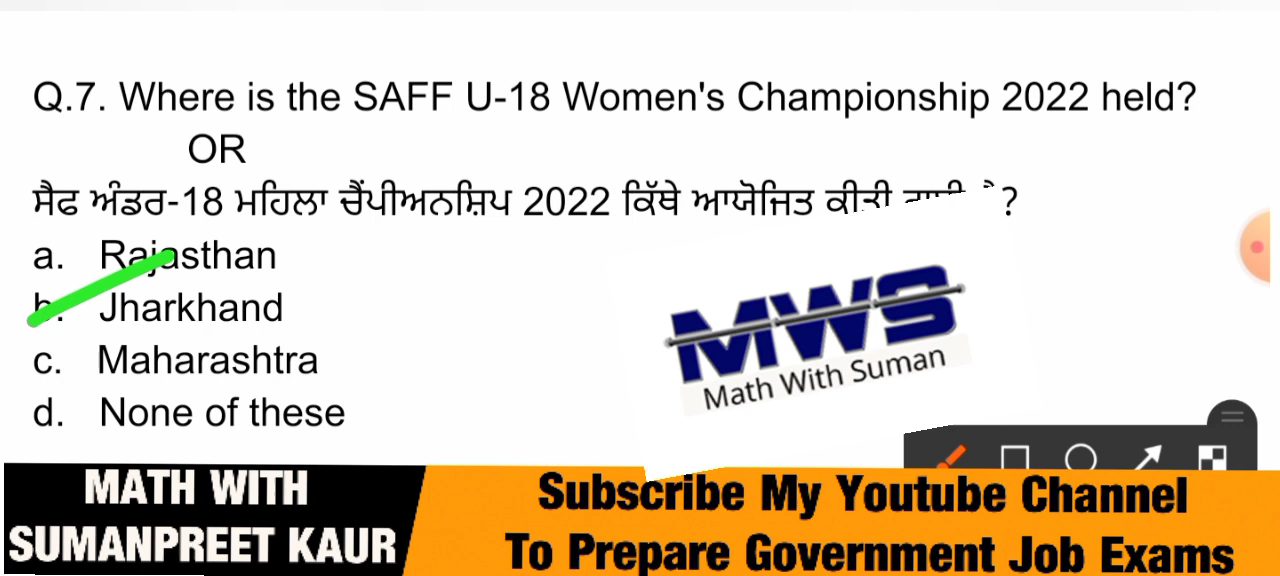 Q.7. Where is the SAFF U-18 Women's Championship 2022 held?
OR
ਸੈਫ ਅੰਡਰ-18 ਮਹਿਲਾ ਚੈਂਪੀਅਨਸ਼ਿਪ 2022 ਕਿੱਥੇ ਆਯੋਜਿਤ ਕੀਤੀ ?
a. Rajasthan
b. Jharkhand
c. Maharashtra
d. None of these
MWS
Math With Suman
MATH WITH
SUMANPREET KAUR
Subscribe My Youtube Channel
To Prepare Government Job Exams